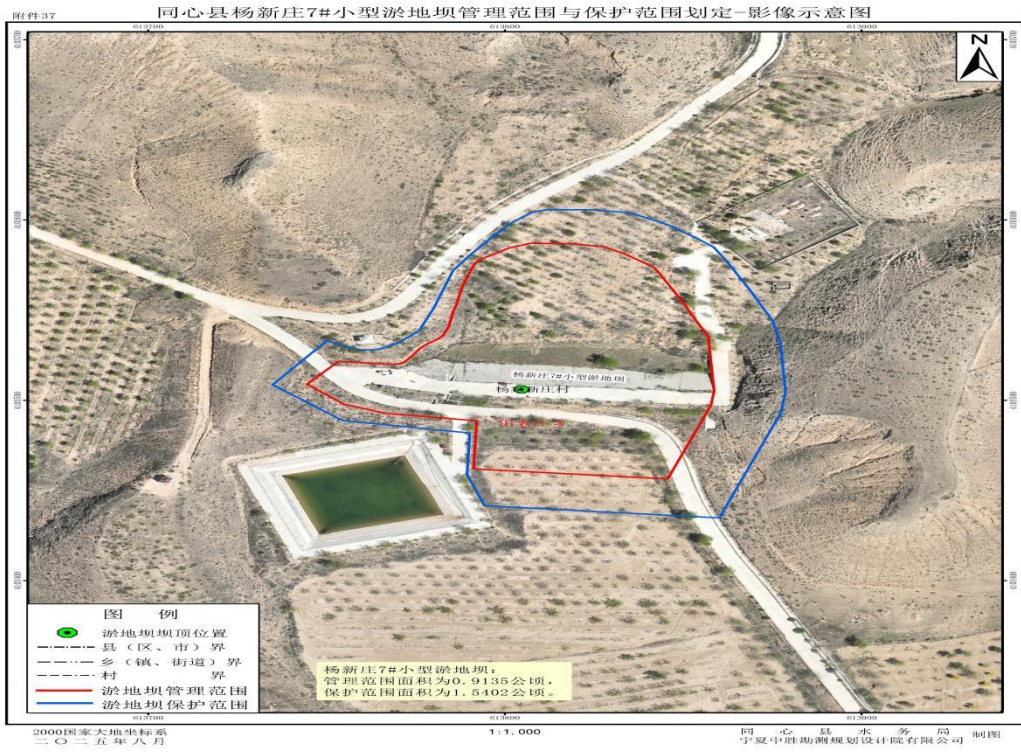 附件37
同心县杨新庄7#小型淤地坝管理范围与保护范围划定-影像示意图
613700
613800
613900
N
杨新庄7#小型淤地坝
图 例
淤地坝坝顶位置
县（区、市）界
乡（镇、街道）界
村 界
淤地坝管理范围
淤地坝保护范围
杨新庄7#小型淤地坝：
管理范围面积为0.9135公顷，
保护范围面积为1.5402公顷。
613700
613800
613900
2000国家大地坐标系
二〇二五年八月
1:1,000
同心县水务局
宁夏中胜勘测规划设计院有限公司
制图